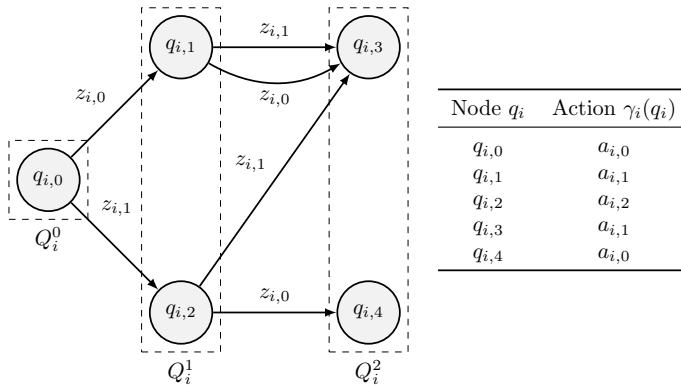 q_{i,1}
z_{i,1}
q_{i,3}
z_{i,0}
z_{i,0}
q_{i,0}
z_{i,1}
z_{i,1}
Q_i^0
q_{i,2}
z_{i,0}
q_{i,4}
Q_i^1
Q_i^2
Node q_i Action γ_i(q_i)
q_{i,0} a_{i,0}
q_{i,1} a_{i,1}
q_{i,2} a_{i,2}
q_{i,3} a_{i,1}
q_{i,4} a_{i,0}